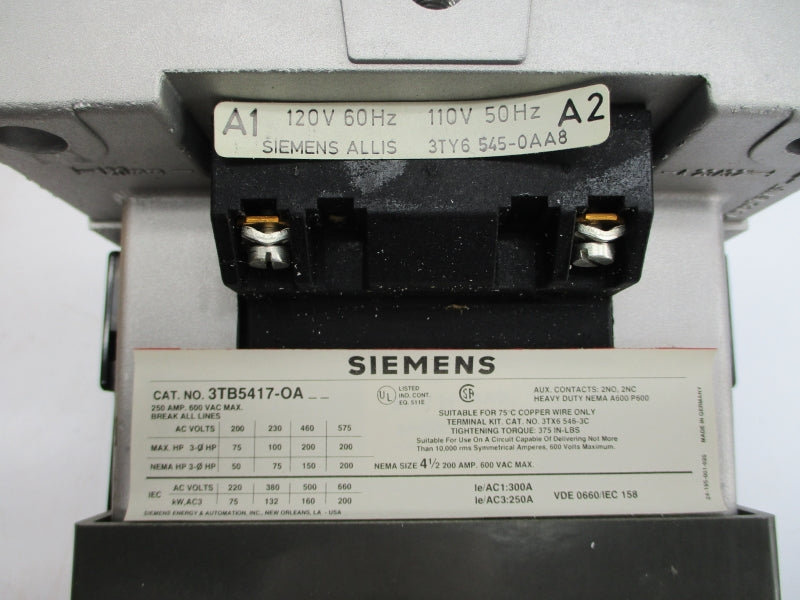 A1 120V 60Hz 110V 50Hz A2
SIEMENS ALLIS 3TY6 545-0AA8
SIEMENS
CAT. NO. 3TB5417-OA _ _
250 AMP. 600 VAC MAX.
BREAK ALL LINES
LISTED
IND. CONT.
EQ. 511E
AUX. CONTACTS: 2NO, 2NC
HEAVY DUTY NEMA A600 P600
SUITABLE FOR 75°C COPPER WIRE ONLY
TERMINAL KIT. CAT. NO. 3TX6 546-3C
TIGHTENING TORQUE: 375 IN-LBS
Suitable For Use On A Circuit Capable Of Delivering Not More
Than 10,000 rms Symmetrical Amperes, 600 Volts Maximum.
AC VOLTS 200 230 460 575
MAX. HP 3-Ø HP 75 100 200 200
NEMA HP 3-Ø HP 50 75 150 200
NEMA SIZE 4½ 200 AMP. 600 VAC MAX.
IEC AC VOLTS 220 380 500 660
kW,AC3 75 132 160 200
Ie/AC1:300A
Ie/AC3:250A
VDE 0660/IEC 158
SIEMENS ENERGY & AUTOMATION, INC., NEW ORLEANS, LA. - USA
MADE IN GERMANY